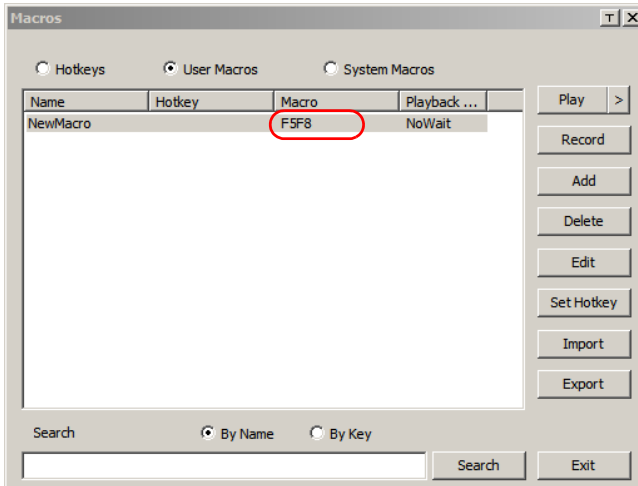 Macros T X
Hotkeys User Macros System Macros
Name Hotkey Macro Playback ... Play >
NewMacro F5F8 NoWait
Record
Add
Delete
Edit
Set Hotkey
Import
Export
Search By Name By Key
Search Exit